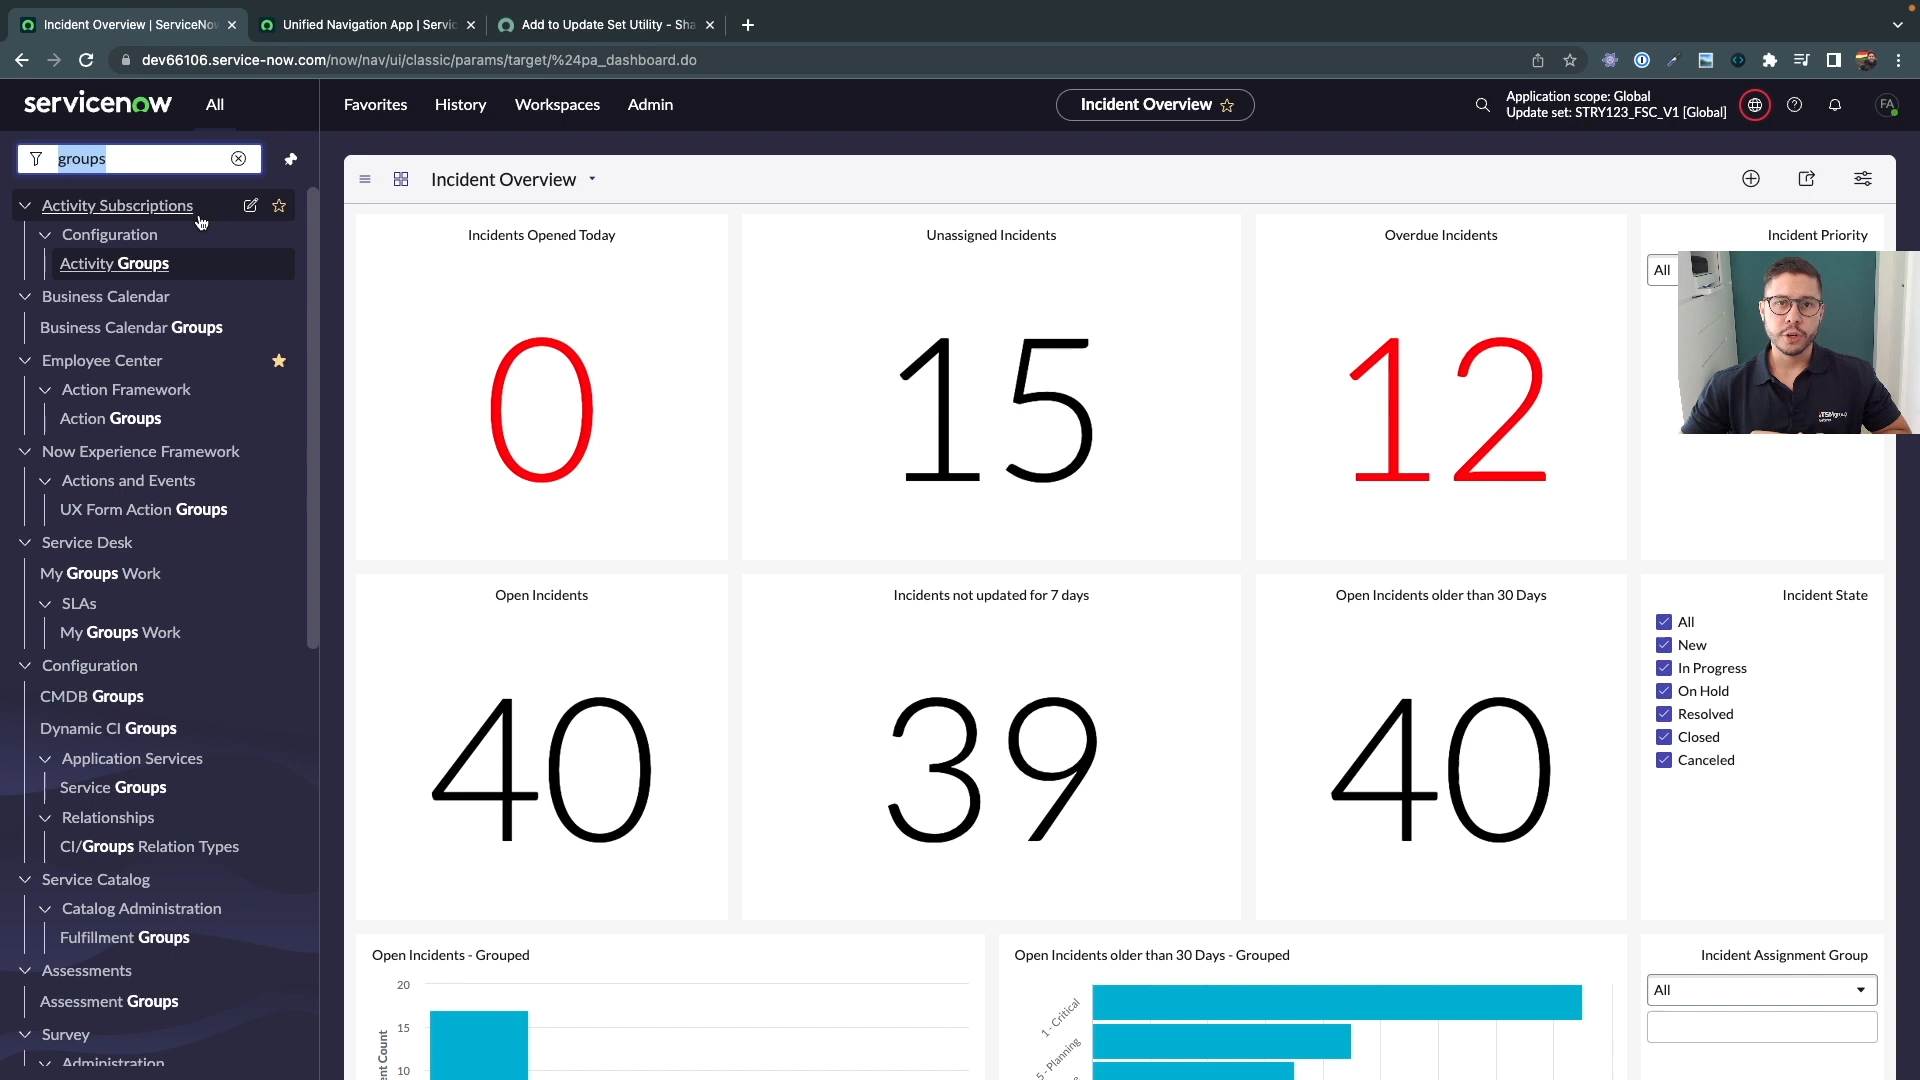 Incident Overview | ServiceNow
Unified Navigation App | Servic
Add to Update Set Utility - Sha
dev66106.service-now.com/now/nav/ui/classic/params/target/%24pa_dashboard.do
servicenow
All
Favorites
History
Workspaces
Admin
Incident Overview
Application scope: Global
Update set: STRY123_FSC_V1 [Global]
FA
groups
Activity Subscriptions
Configuration
Activity Groups
Business Calendar
Business Calendar Groups
Employee Center
Action Framework
Action Groups
Now Experience Framework
Actions and Events
UX Form Action Groups
Service Desk
My Groups Work
SLAs
My Groups Work
Configuration
CMDB Groups
Dynamic CI Groups
Application Services
Service Groups
Relationships
CI/Groups Relation Types
Service Catalog
Catalog Administration
Fulfillment Groups
Assessments
Assessment Groups
Survey
Administration
Incident Overview
Incidents Opened Today
0
Unassigned Incidents
15
Overdue Incidents
12
Incident Priority
All
Open Incidents
40
Incidents not updated for 7 days
39
Open Incidents older than 30 Days
40
Incident State
All
New
In Progress
On Hold
Resolved
Closed
Canceled
Open Incidents - Grouped
20
15
10
nt Count
Open Incidents older than 30 Days - Grouped
1 - Critical
5 - Planning
Incident Assignment Group
All